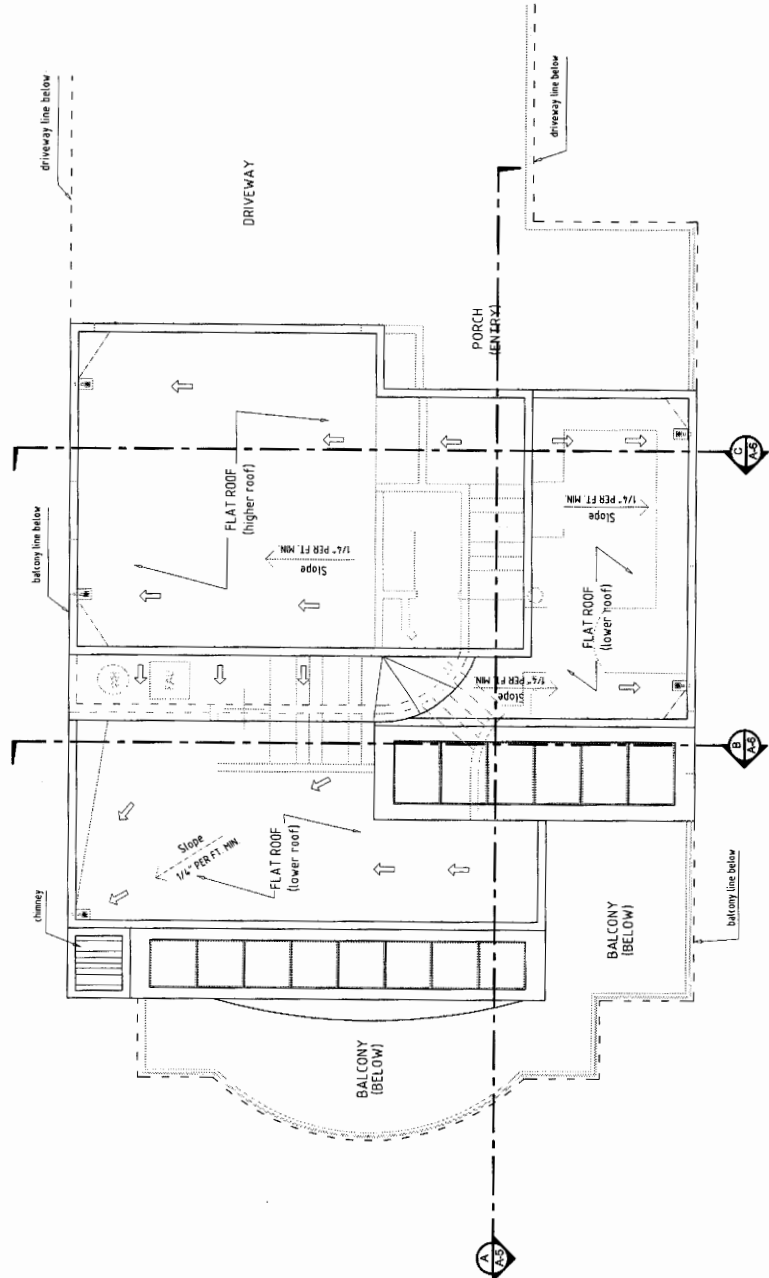 driveway line below
driveway line below
DRIVEWAY
PORCH
(ENTRY)
balcony line below
FLAT ROOF
(higher roof)
Slope
1/4" PER FT. MIN.
Slope
1/4" PER FT. MIN.
FLAT ROOF
(lower roof)
Slope
1/4" PER FT. MIN.
C
A-6
FAU
B
A-6
Slope
1/4" PER FT. MIN.
FLAT ROOF
(lower roof)
chimney
BALCONY
(BELOW)
balcony line below
BALCONY
(BELOW)
A
A-5